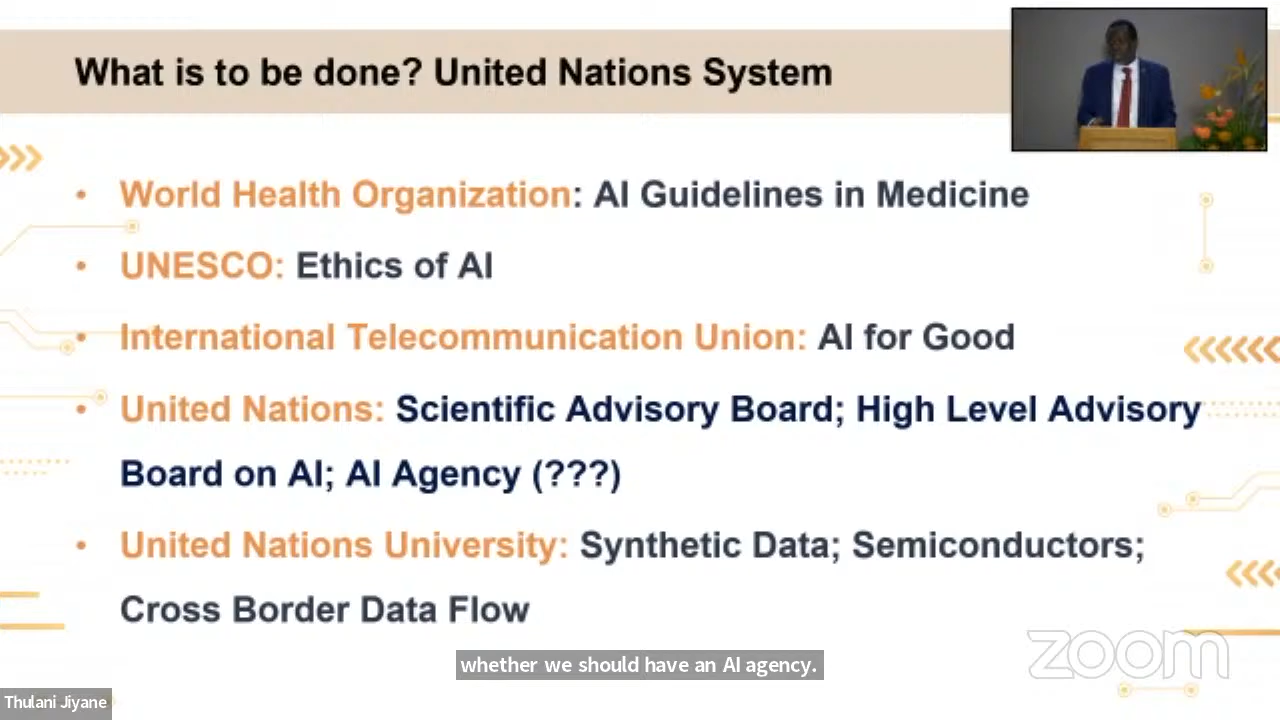 What is to be done? United Nations System
• World Health Organization: AI Guidelines in Medicine
• UNESCO: Ethics of AI
• International Telecommunication Union: AI for Good
• United Nations: Scientific Advisory Board; High Level Advisory
Board on AI; AI Agency (???)
• United Nations University: Synthetic Data; Semiconductors;
Cross Border Data Flow
whether we should have an AI agency.
zoom
Thulani Jiyane